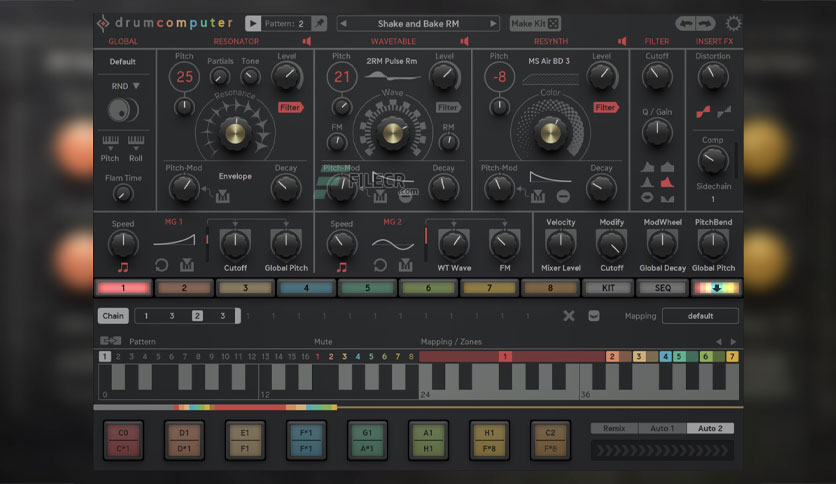 drumcomputer Pattern: 2 Shake and Bake RM Make Kit
GLOBAL RESONATOR WAVETABLE RESYNTH FILTER INSERT FX
Default Pitch 25 Partials Tone Level Pitch 21 2RM Pulse Rm Level Pitch -8 MS Air BD 3 Level Cutoff Distortion
RND Resonance Filter Wave Filter Color Filter Q / Gain
FM RM Comp
Pitch Roll
Flam Time Pitch-Mod Envelope Decay Pitch-Mod Decay Pitch-Mod Decay Sidechain
M M M 1
FILECR
.com
Speed MG 1 Speed MG 2 Velocity Modify ModWheel PitchBend
M Cutoff Global Pitch M WT Wave FM Mixer Level Cutoff Global Decay Global Pitch
1 2 3 4 5 6 7 8 KIT SEQ
Chain 1 3 2 3 1 1 1 1 1 1 1 1 1 1 1 1 Mapping default
Pattern Mute Mapping / Zones
1 2 3 4 5 6 7 8 9 10 11 12 13 14 15 16 1 2 3 4 5 6 7 8 1 2 3 4 5 6 7
0 12 24 36
C0 D1 E1 F#1 G1 A1 H1 C2 Remix Auto 1 Auto 2
C#1 D#1 F1 F#1 A#1 H1 F#8 F#8